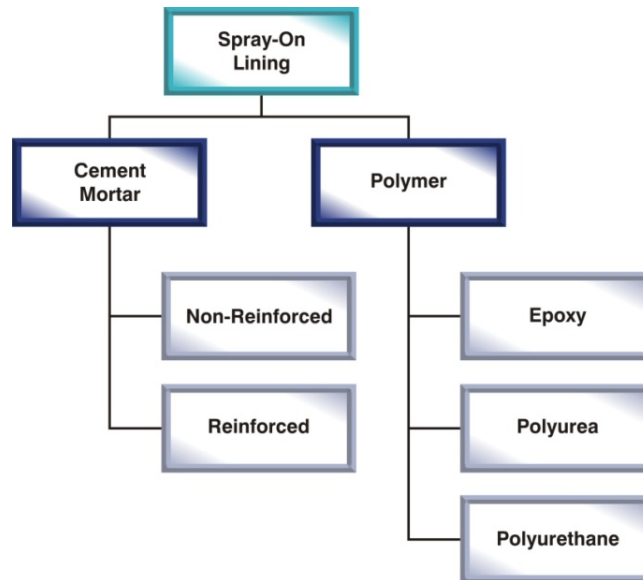 Spray-On
Lining
Cement
Mortar
Polymer
Non-Reinforced
Reinforced
Epoxy
Polyurea
Polyurethane